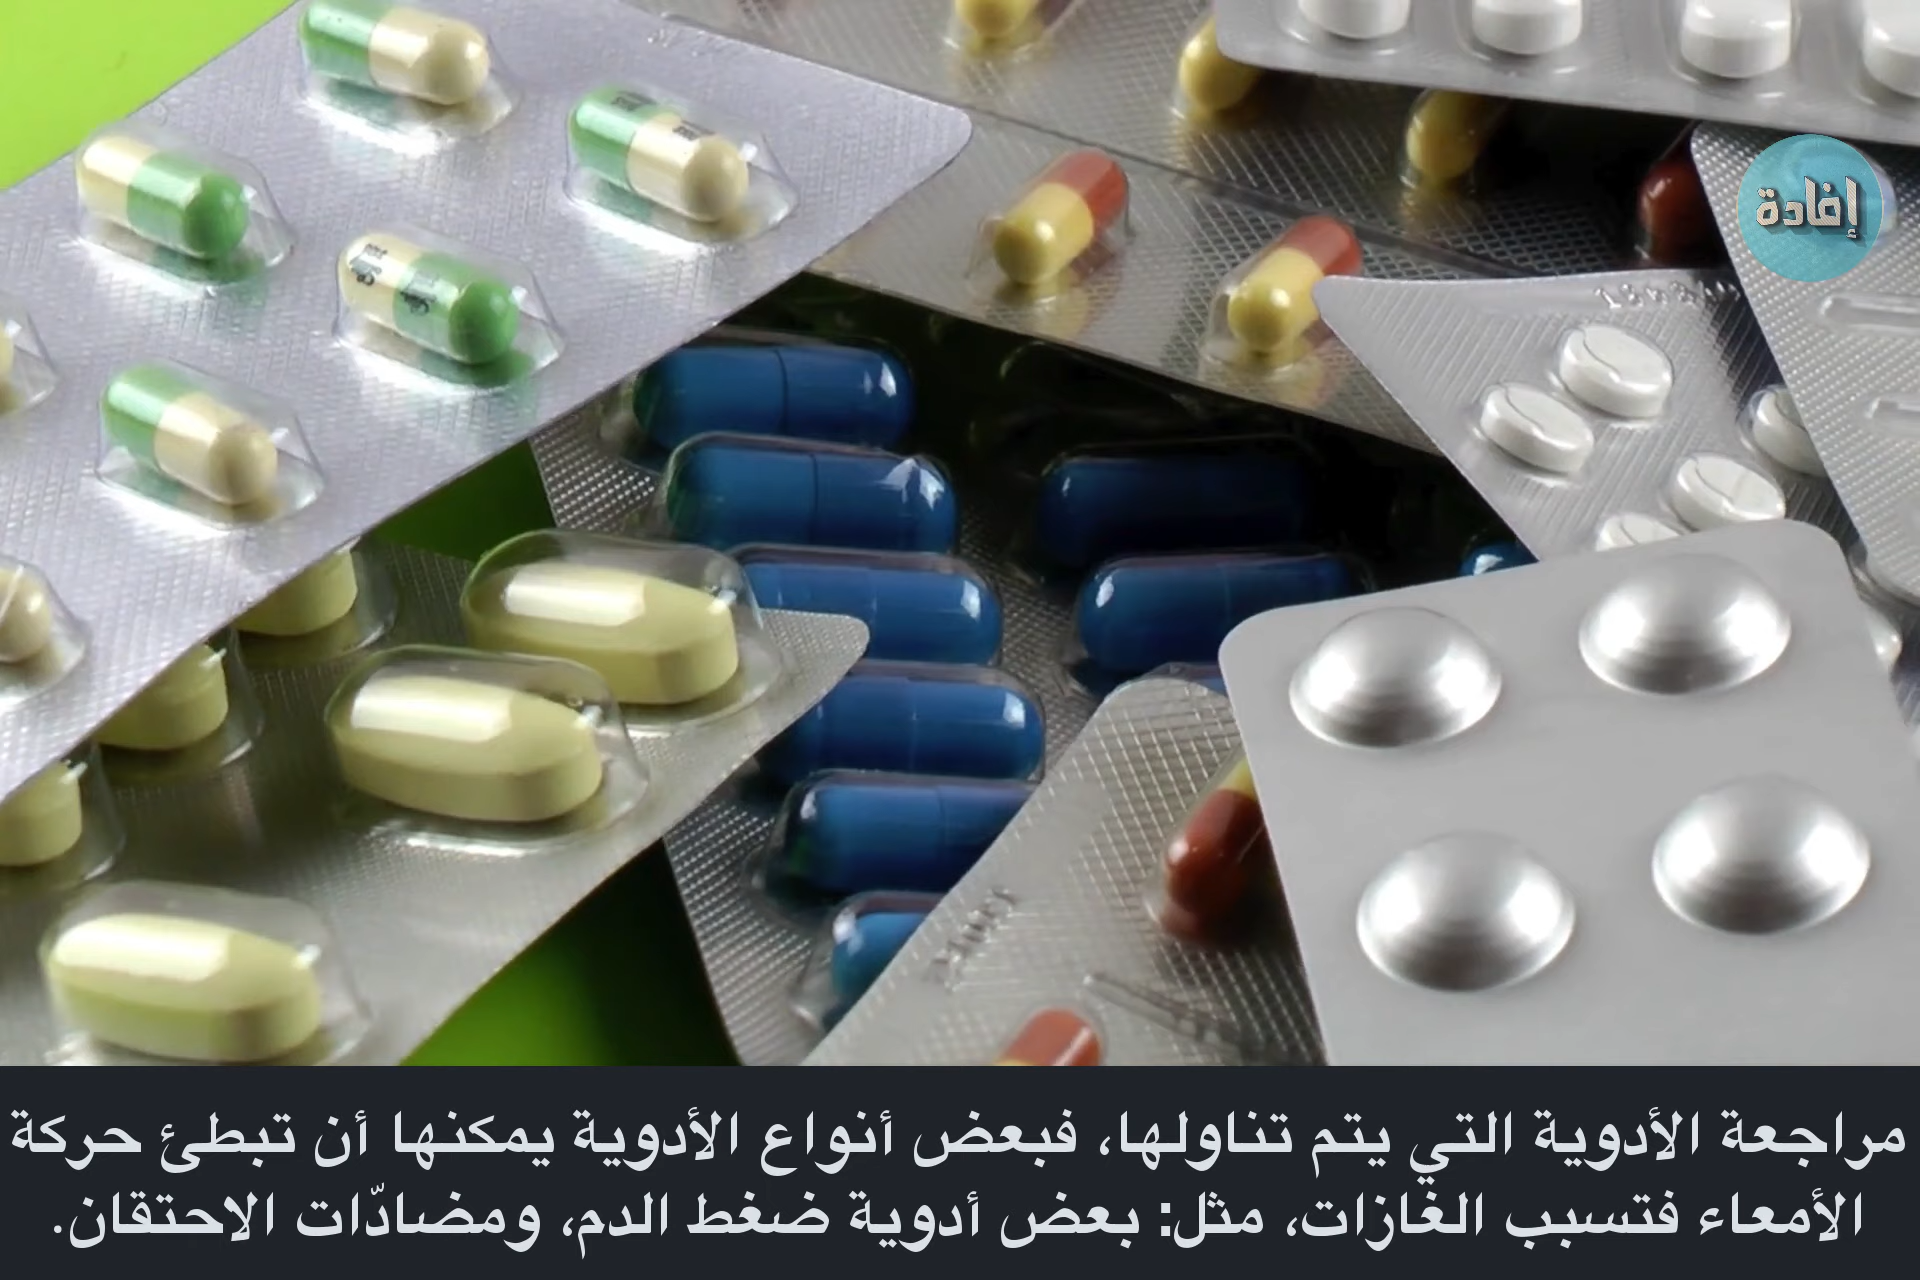 إفادة
مراجعة الأدوية التي يتم تناولها، فبعض أنواع الأدوية يمكنها أن تبطئ حركة
الأمعاء فتسبب الغازات، مثل: بعض أدوية ضغط الدم، ومضادّات الاحتقان.